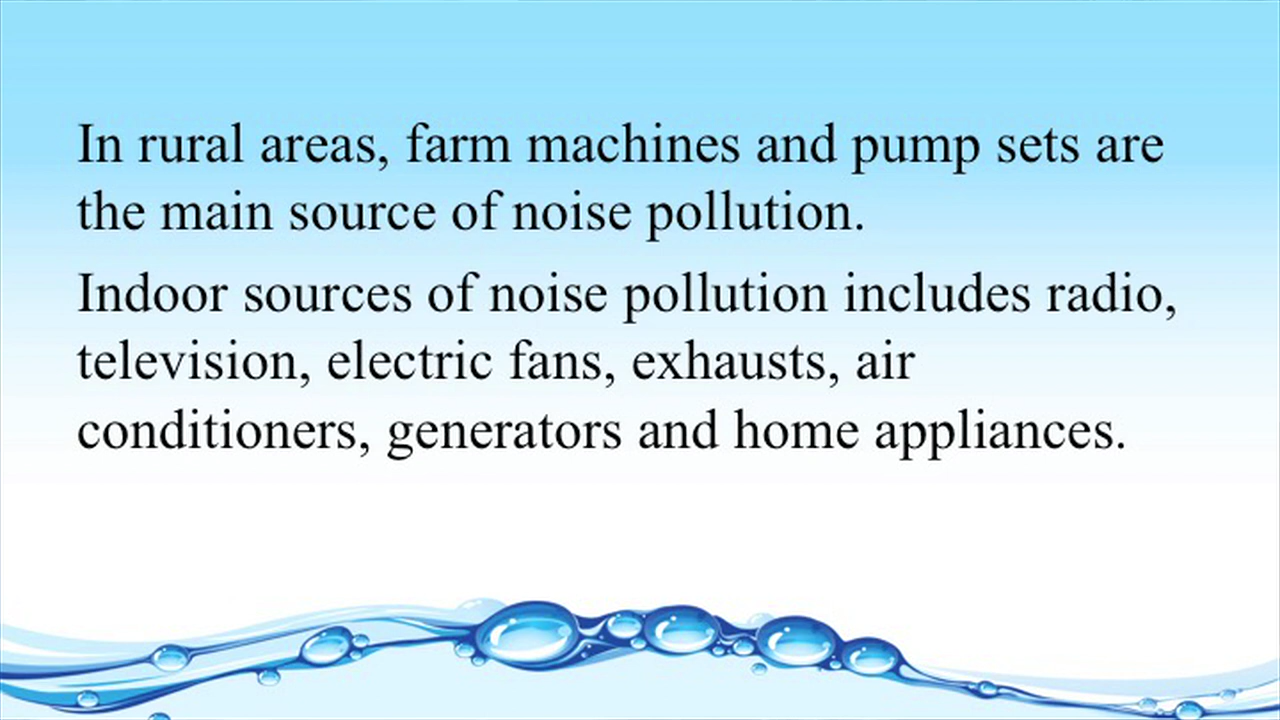 In rural areas, farm machines and pump sets are
the main source of noise pollution.
Indoor sources of noise pollution includes radio,
television, electric fans, exhausts, air
conditioners, generators and home appliances.